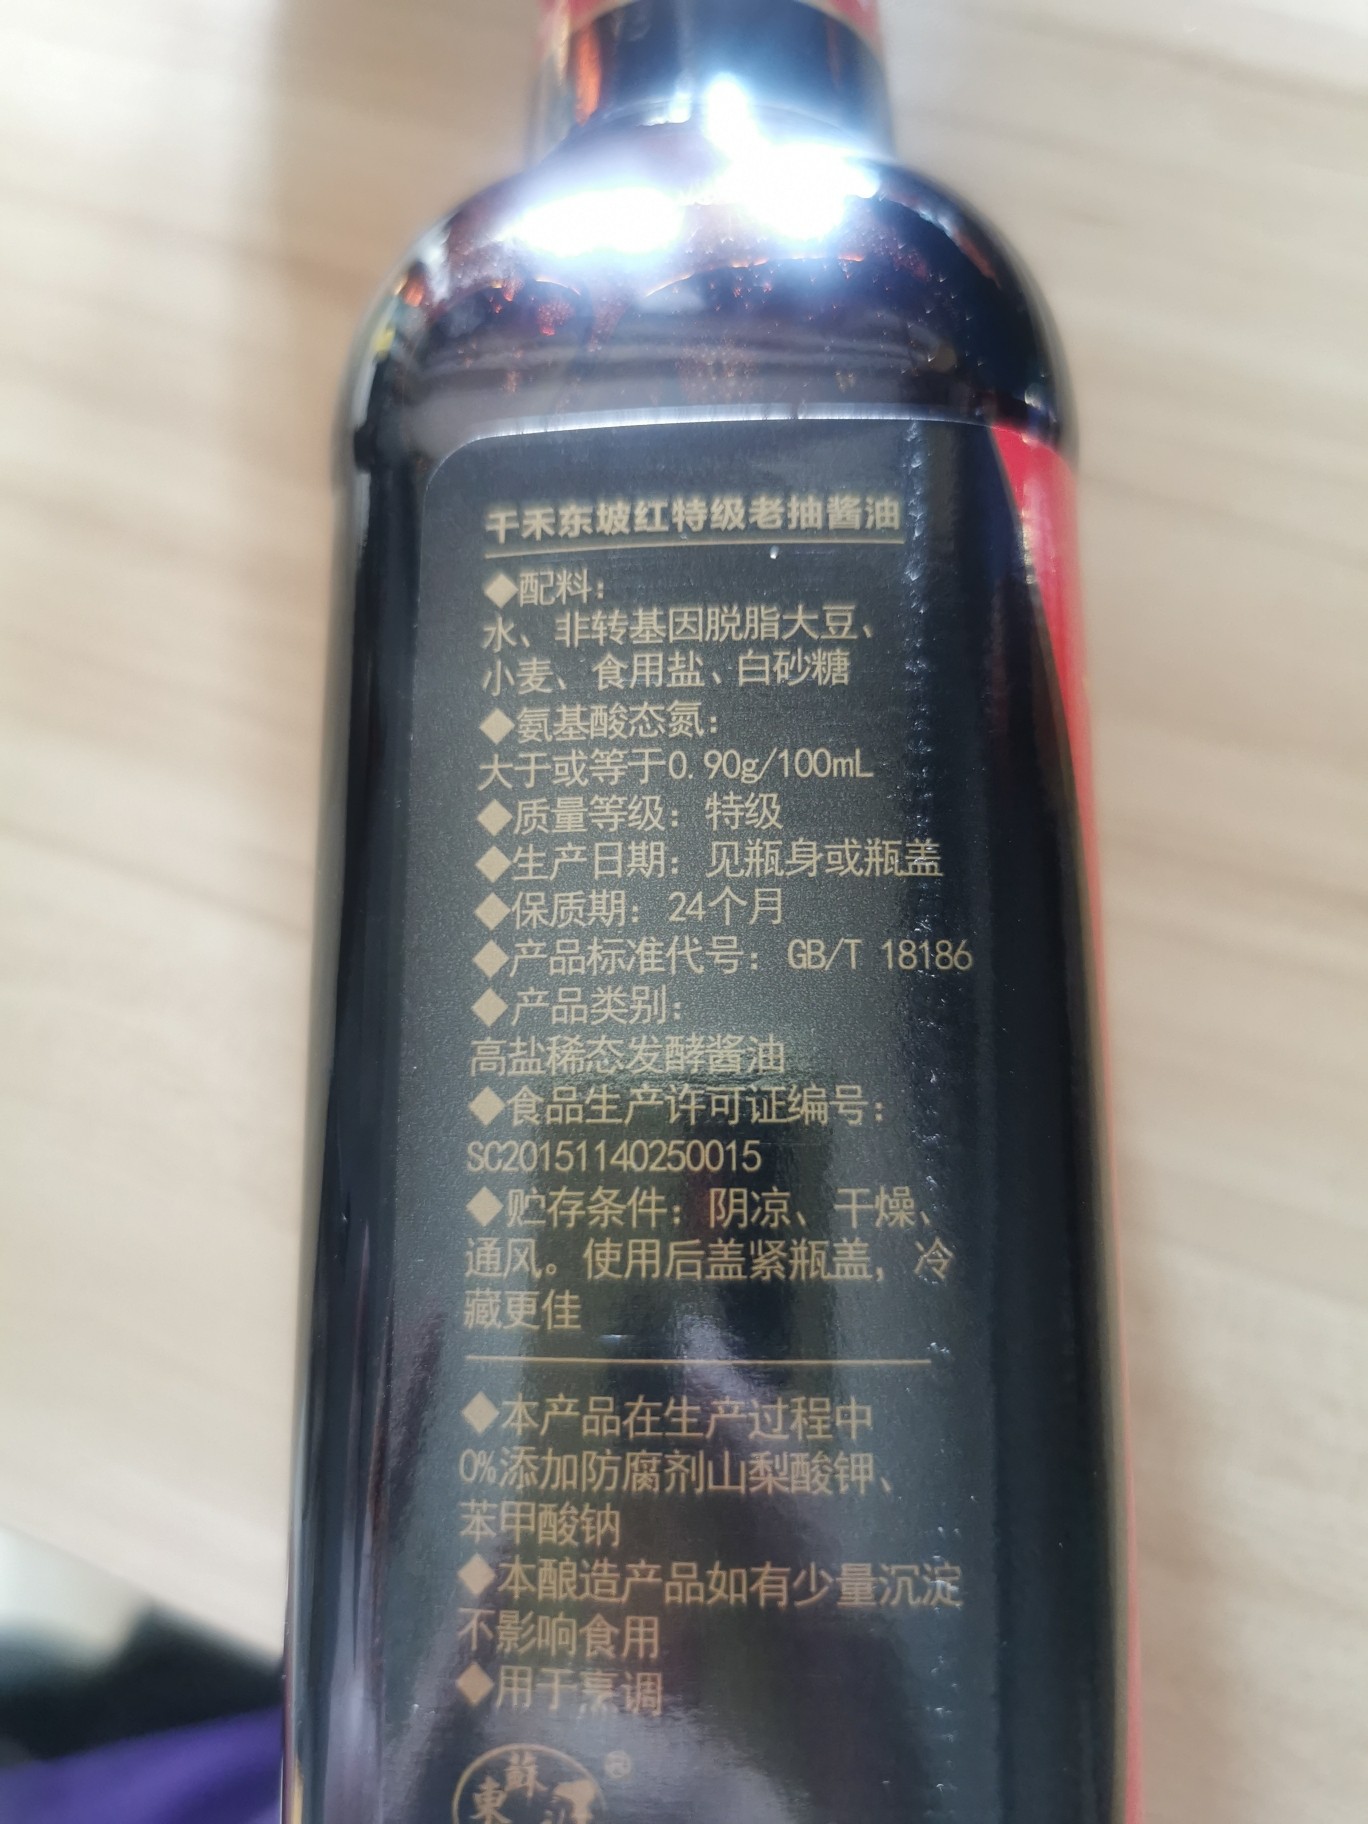 千禾东坡红特级老抽酱油
◆配料：
水、非转基因脱脂大豆、
小麦、食用盐、白砂糖
◆氨基酸态氮：
大于或等于0.90g/100mL
◆质量等级：特级
◆生产日期：见瓶身或瓶盖
◆保质期：24个月
◆产品标准代号：GB/T 18186
◆产品类别：
高盐稀态发酵酱油
◆食品生产许可证编号：
SC20151140250015
◆贮存条件：阴凉、干燥、
通风。使用后盖紧瓶盖，冷
藏更佳
◆本产品在生产过程中
0%添加防腐剂山梨酸钾、
苯甲酸钠
◆本酿造产品如有少量沉淀
不影响食用
◆用于烹调
蘇
東
®